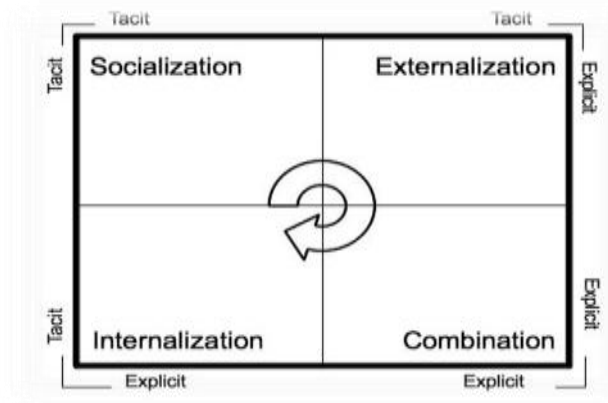 Tacit Tacit
Tacit Socialization Externalization Explicit
Tacit Internalization Combination Explicit
Explicit Explicit